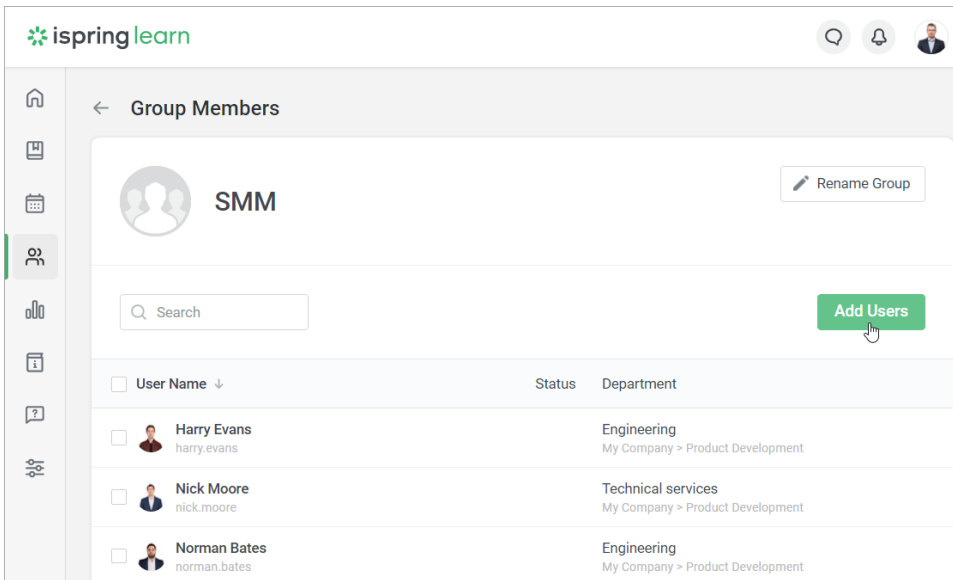 ispring learn
Group Members
SMM
Rename Group
Search
Add Users
User Name Status Department
Harry Evans Engineering
harry.evans My Company > Product Development
Nick Moore Technical services
nick.moore My Company > Product Development
Norman Bates Engineering
norman.bates My Company > Product Development